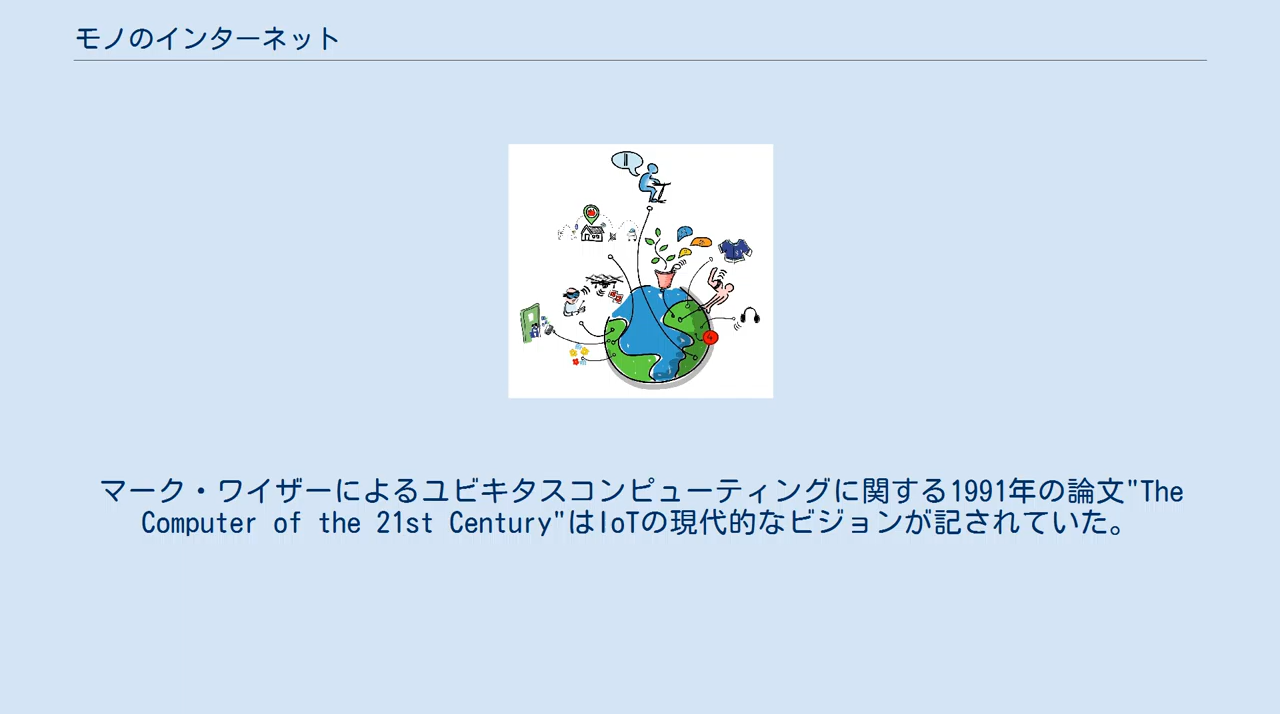 モノのインターネット
マーク・ワイザーによるユビキタスコンピューティングに関する1991年の論文"The
Computer of the 21st Century"はIoTの現代的なビジョンが記されていた。